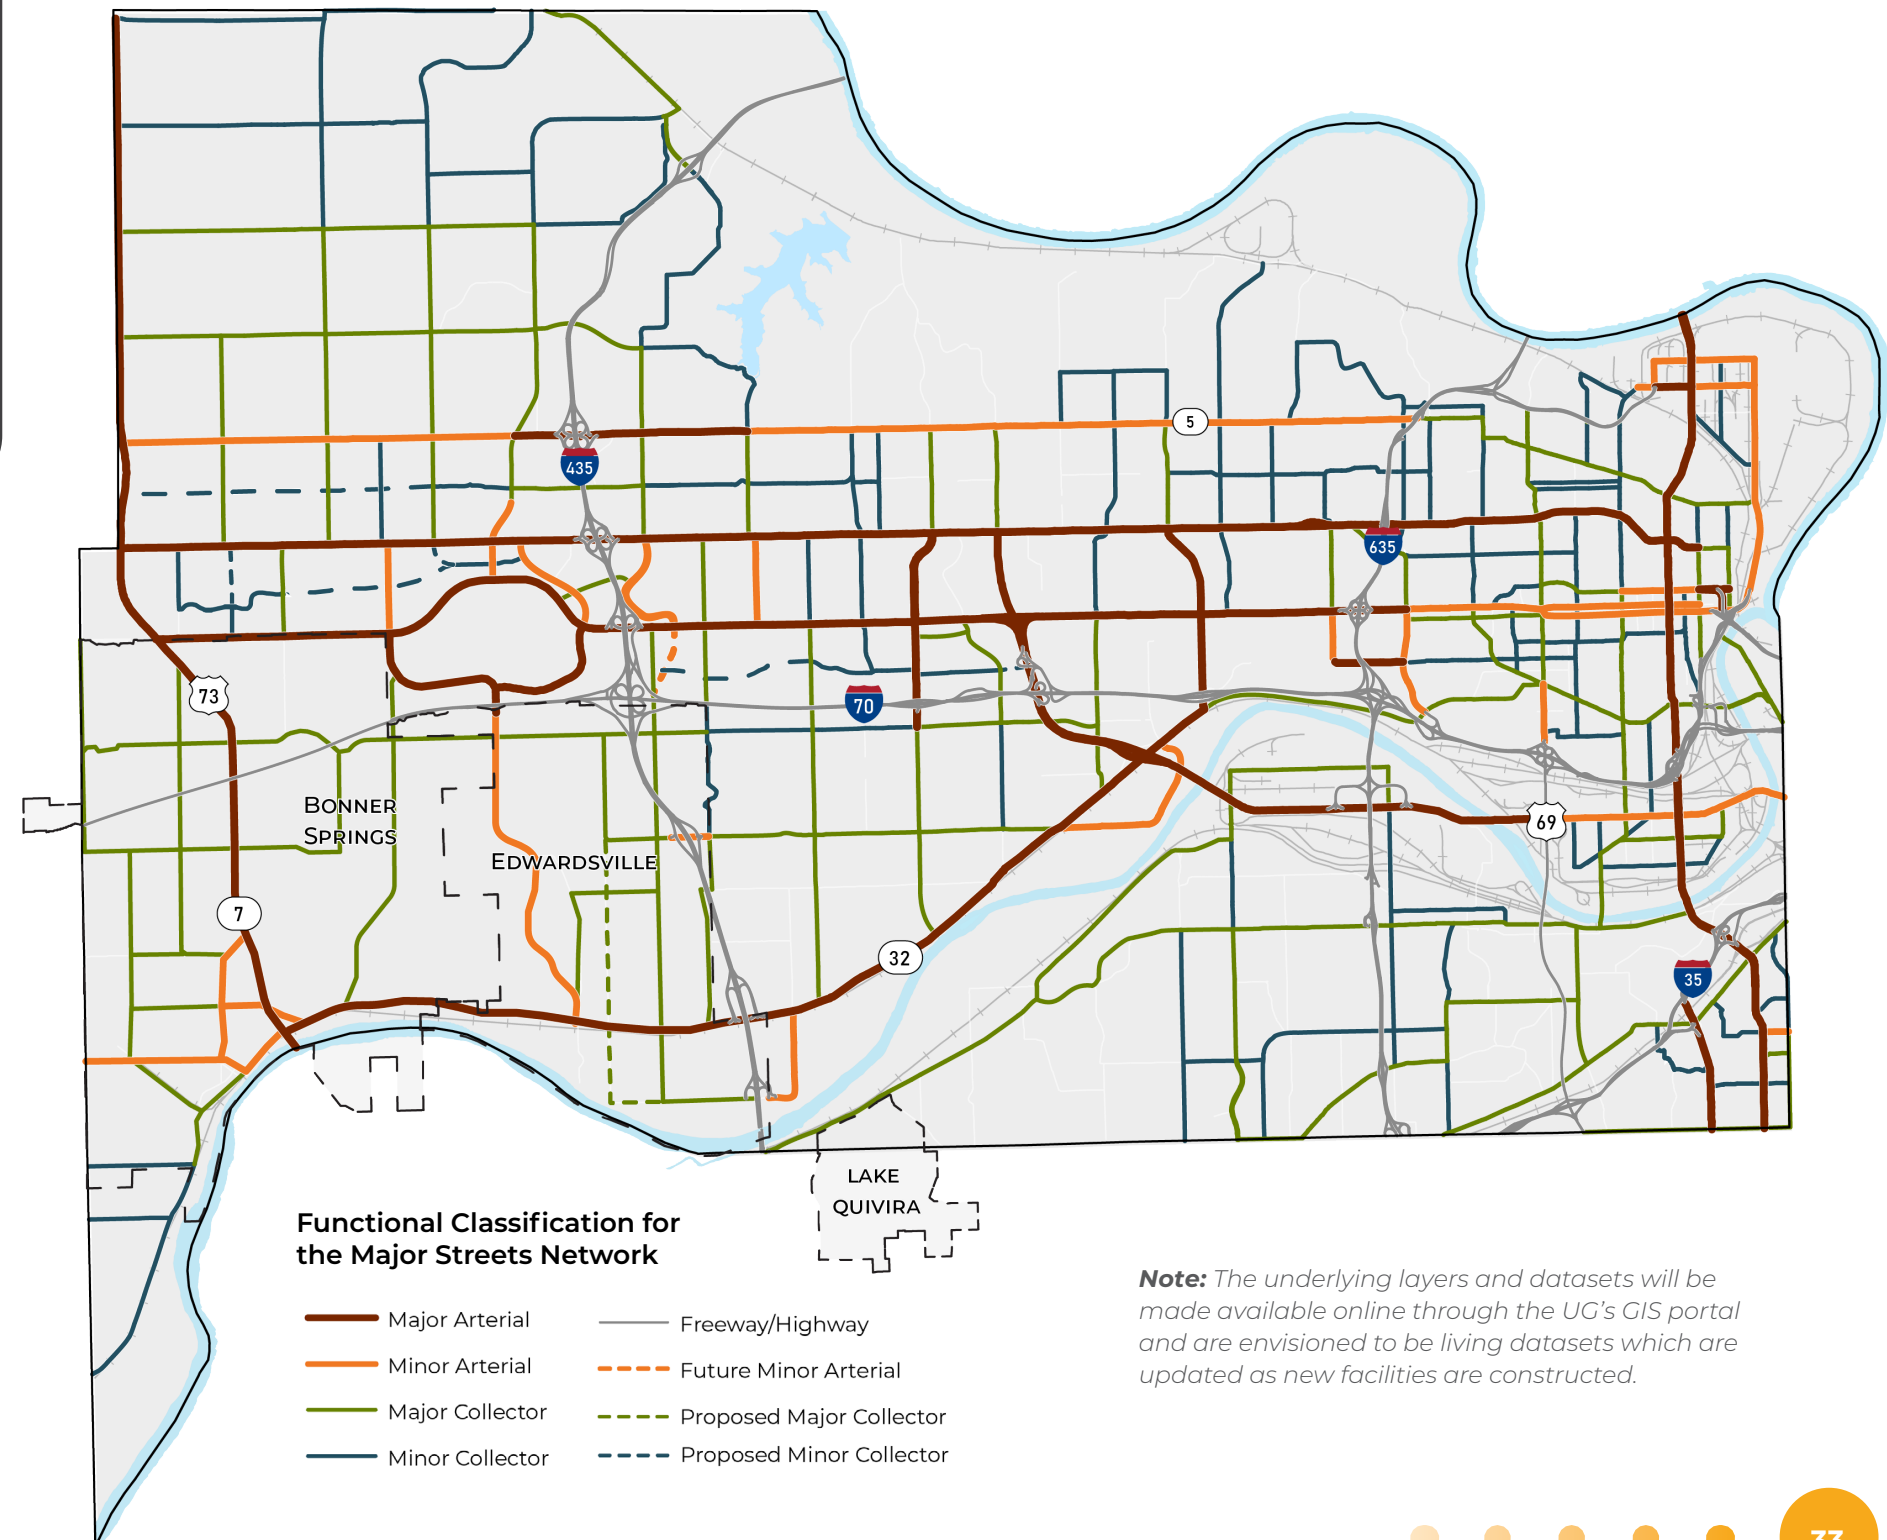 5
435
635
73
70
BONNER
SPRINGS
69
EDWARDSVILLE
7
32
35
LAKE
QUIVIRA
Functional Classification for
the Major Streets Network
Major Arterial
Minor Arterial
Major Collector
Minor Collector
Freeway/Highway
Future Minor Arterial
Proposed Major Collector
Proposed Minor Collector
Note: The underlying layers and datasets will be
made available online through the UG's GIS portal
and are envisioned to be living datasets which are
updated as new facilities are constructed.
33